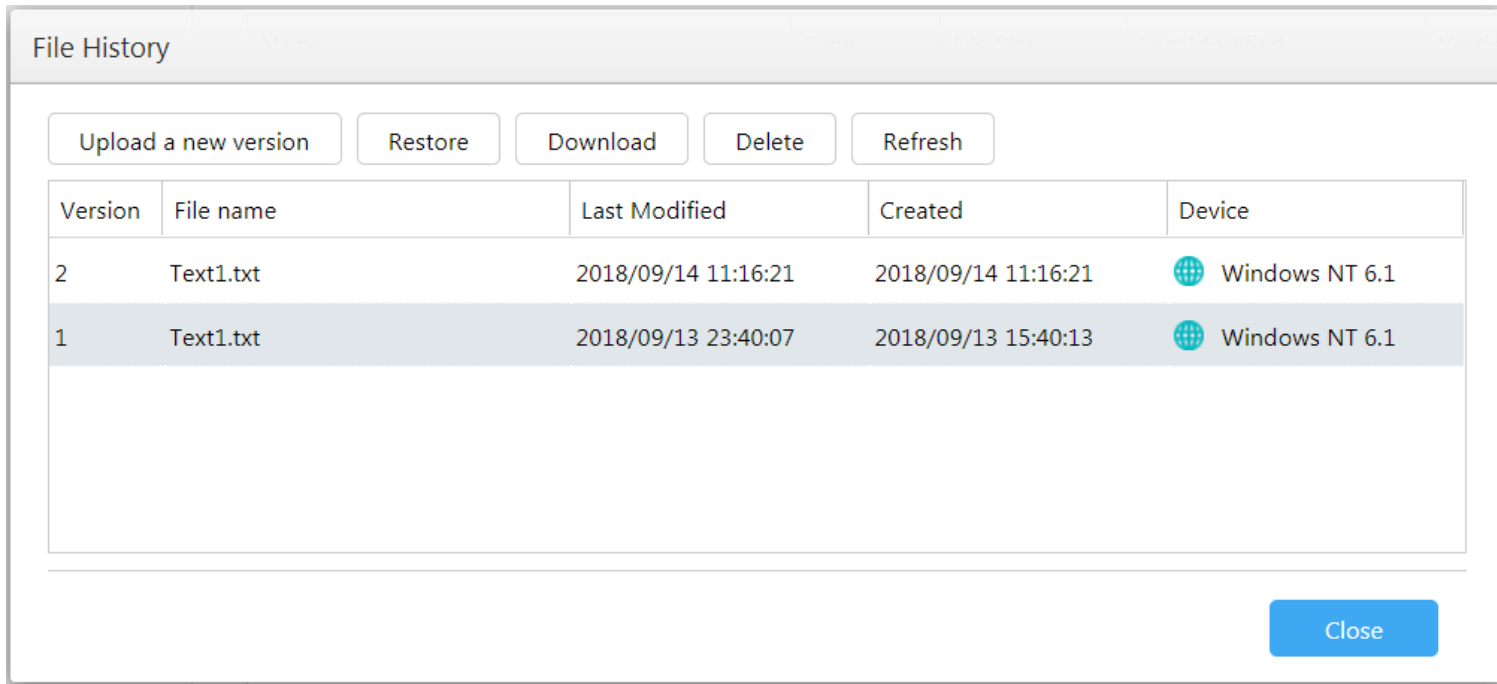 File History
Upload a new version Restore Download Delete Refresh
Version File name Last Modified Created Device
2 Text1.txt 2018/09/14 11:16:21 2018/09/14 11:16:21 Windows NT 6.1
1 Text1.txt 2018/09/13 23:40:07 2018/09/13 15:40:13 Windows NT 6.1
Close